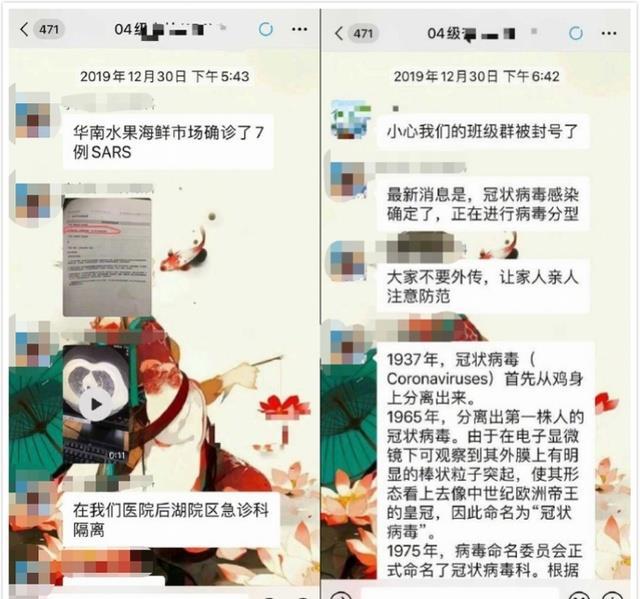 471
04级
2019年12月30日 下午5:43
华南水果海鲜市场确诊了7
例SARS
0:11
在我们医院后湖院区急诊科
隔离
471
04级
2019年12月30日 下午6:42
小心我们的班级群被封号了
最新消息是，冠状病毒感染
确定了，正在进行病毒分型
大家不要外传，让家人亲人
注意防范
1937年，冠状病毒（
Coronaviruses）首先从鸡身
上分离出来。
1965年，分离出第一株人的
冠状病毒。由于在电子显微
镜下可观察到其外膜上有明
显的棒状粒子突起，使其形
态看上去像中世纪欧洲帝王
的皇冠，因此命名为“冠状
病毒”。
1975年，病毒命名委员会正
式命名了冠状病毒科。根据